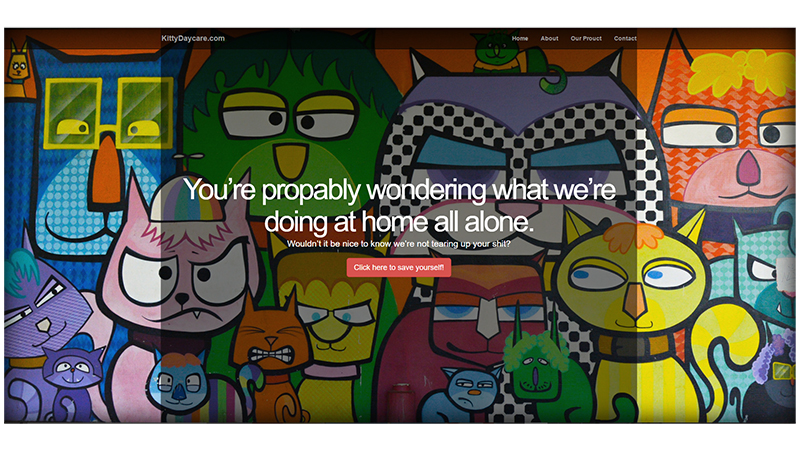 KittyDaycare.com
Home About Our Prouct Contact
You're propably wondering what we're
doing at home all alone.
Wouldn't it be nice to know we're not tearing up your shit?
Click here to save yourself!